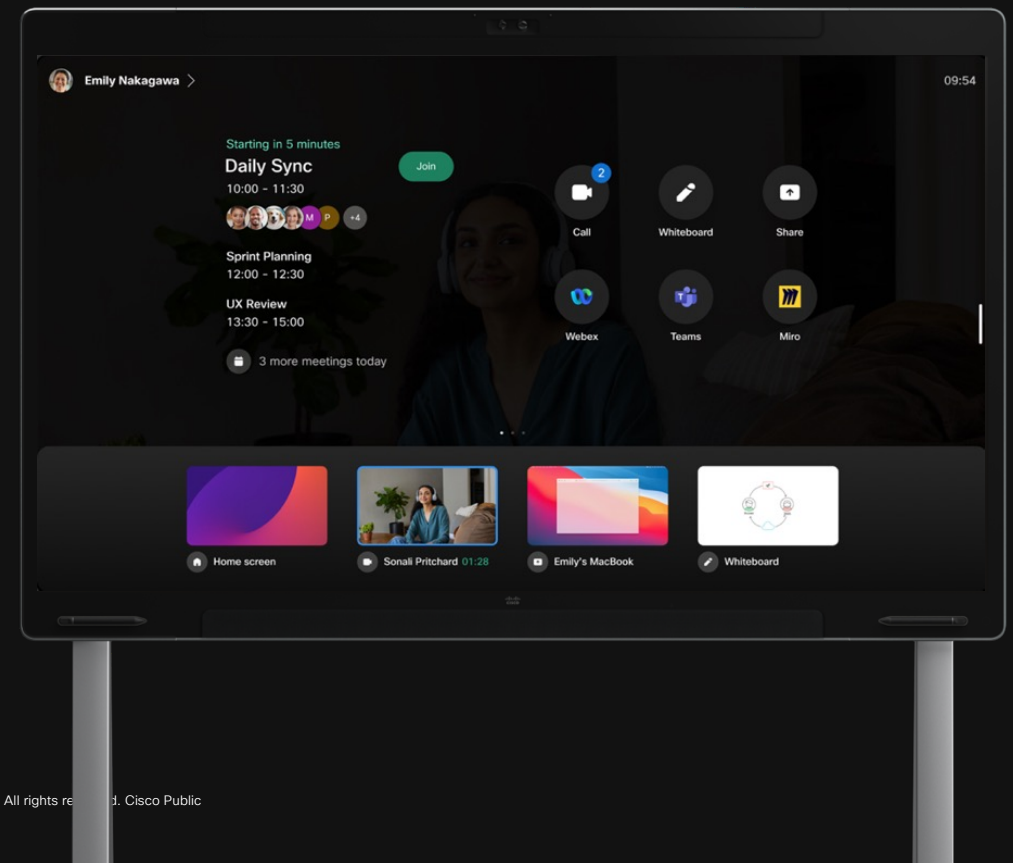 Emily Nakagawa
09:54
Starting in 5 minutes
Daily Sync
Join
10:00 - 11:30
M
P
+4
Sprint Planning
12:00 - 12:30
UX Review
13:30 - 15:00
3 more meetings today
2
Call
Whiteboard
Share
Webex
Teams
Miro
Home screen
Sonali Pritchard 01:28
Emily's MacBook
Whiteboard
All rights re d. Cisco Public